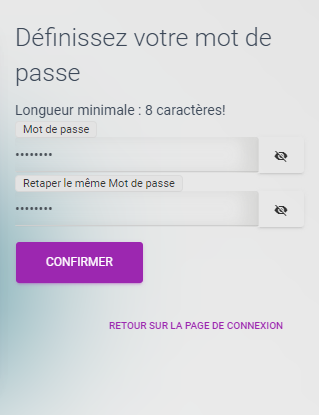 Définissez votre mot de
passe
Longueur minimale : 8 caractères!
Mot de passe
••••••••
Retaper le même Mot de passe
••••••••
CONFIRMER
RETOUR SUR LA PAGE DE CONNEXION